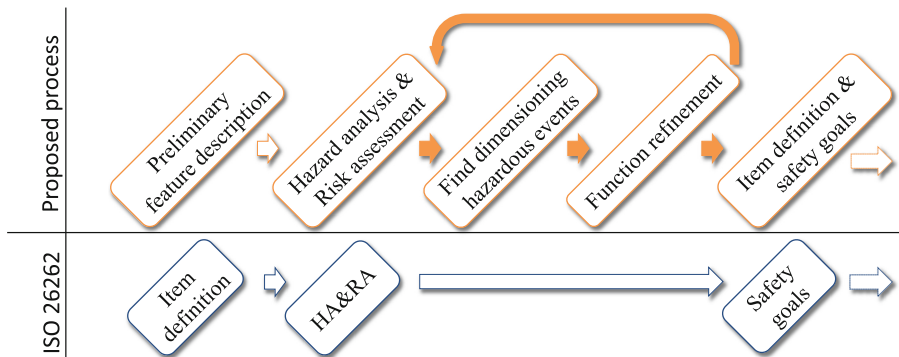 Proposed process
Preliminary
feature description
Hazard analysis &
Risk assessment
Find dimensioning
hazardous events
Function refinement
Item definition &
safety goals
ISO 26262
Item
definition
HA&RA
Safety
goals